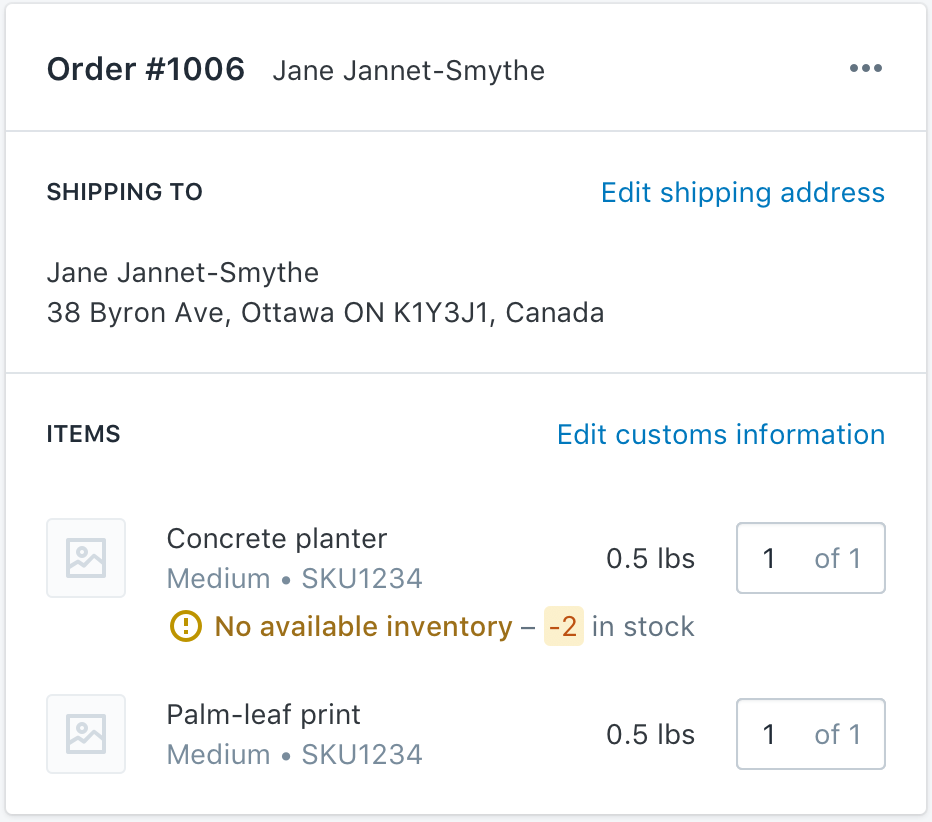 Order #1006 Jane Jannet-Smythe •••
SHIPPING TO Edit shipping address
Jane Jannet-Smythe
38 Byron Ave, Ottawa ON K1Y3J1, Canada
ITEMS Edit customs information
Concrete planter 0.5 lbs 1 of 1
Medium • SKU1234
No available inventory – -2 in stock
Palm-leaf print 0.5 lbs 1 of 1
Medium • SKU1234